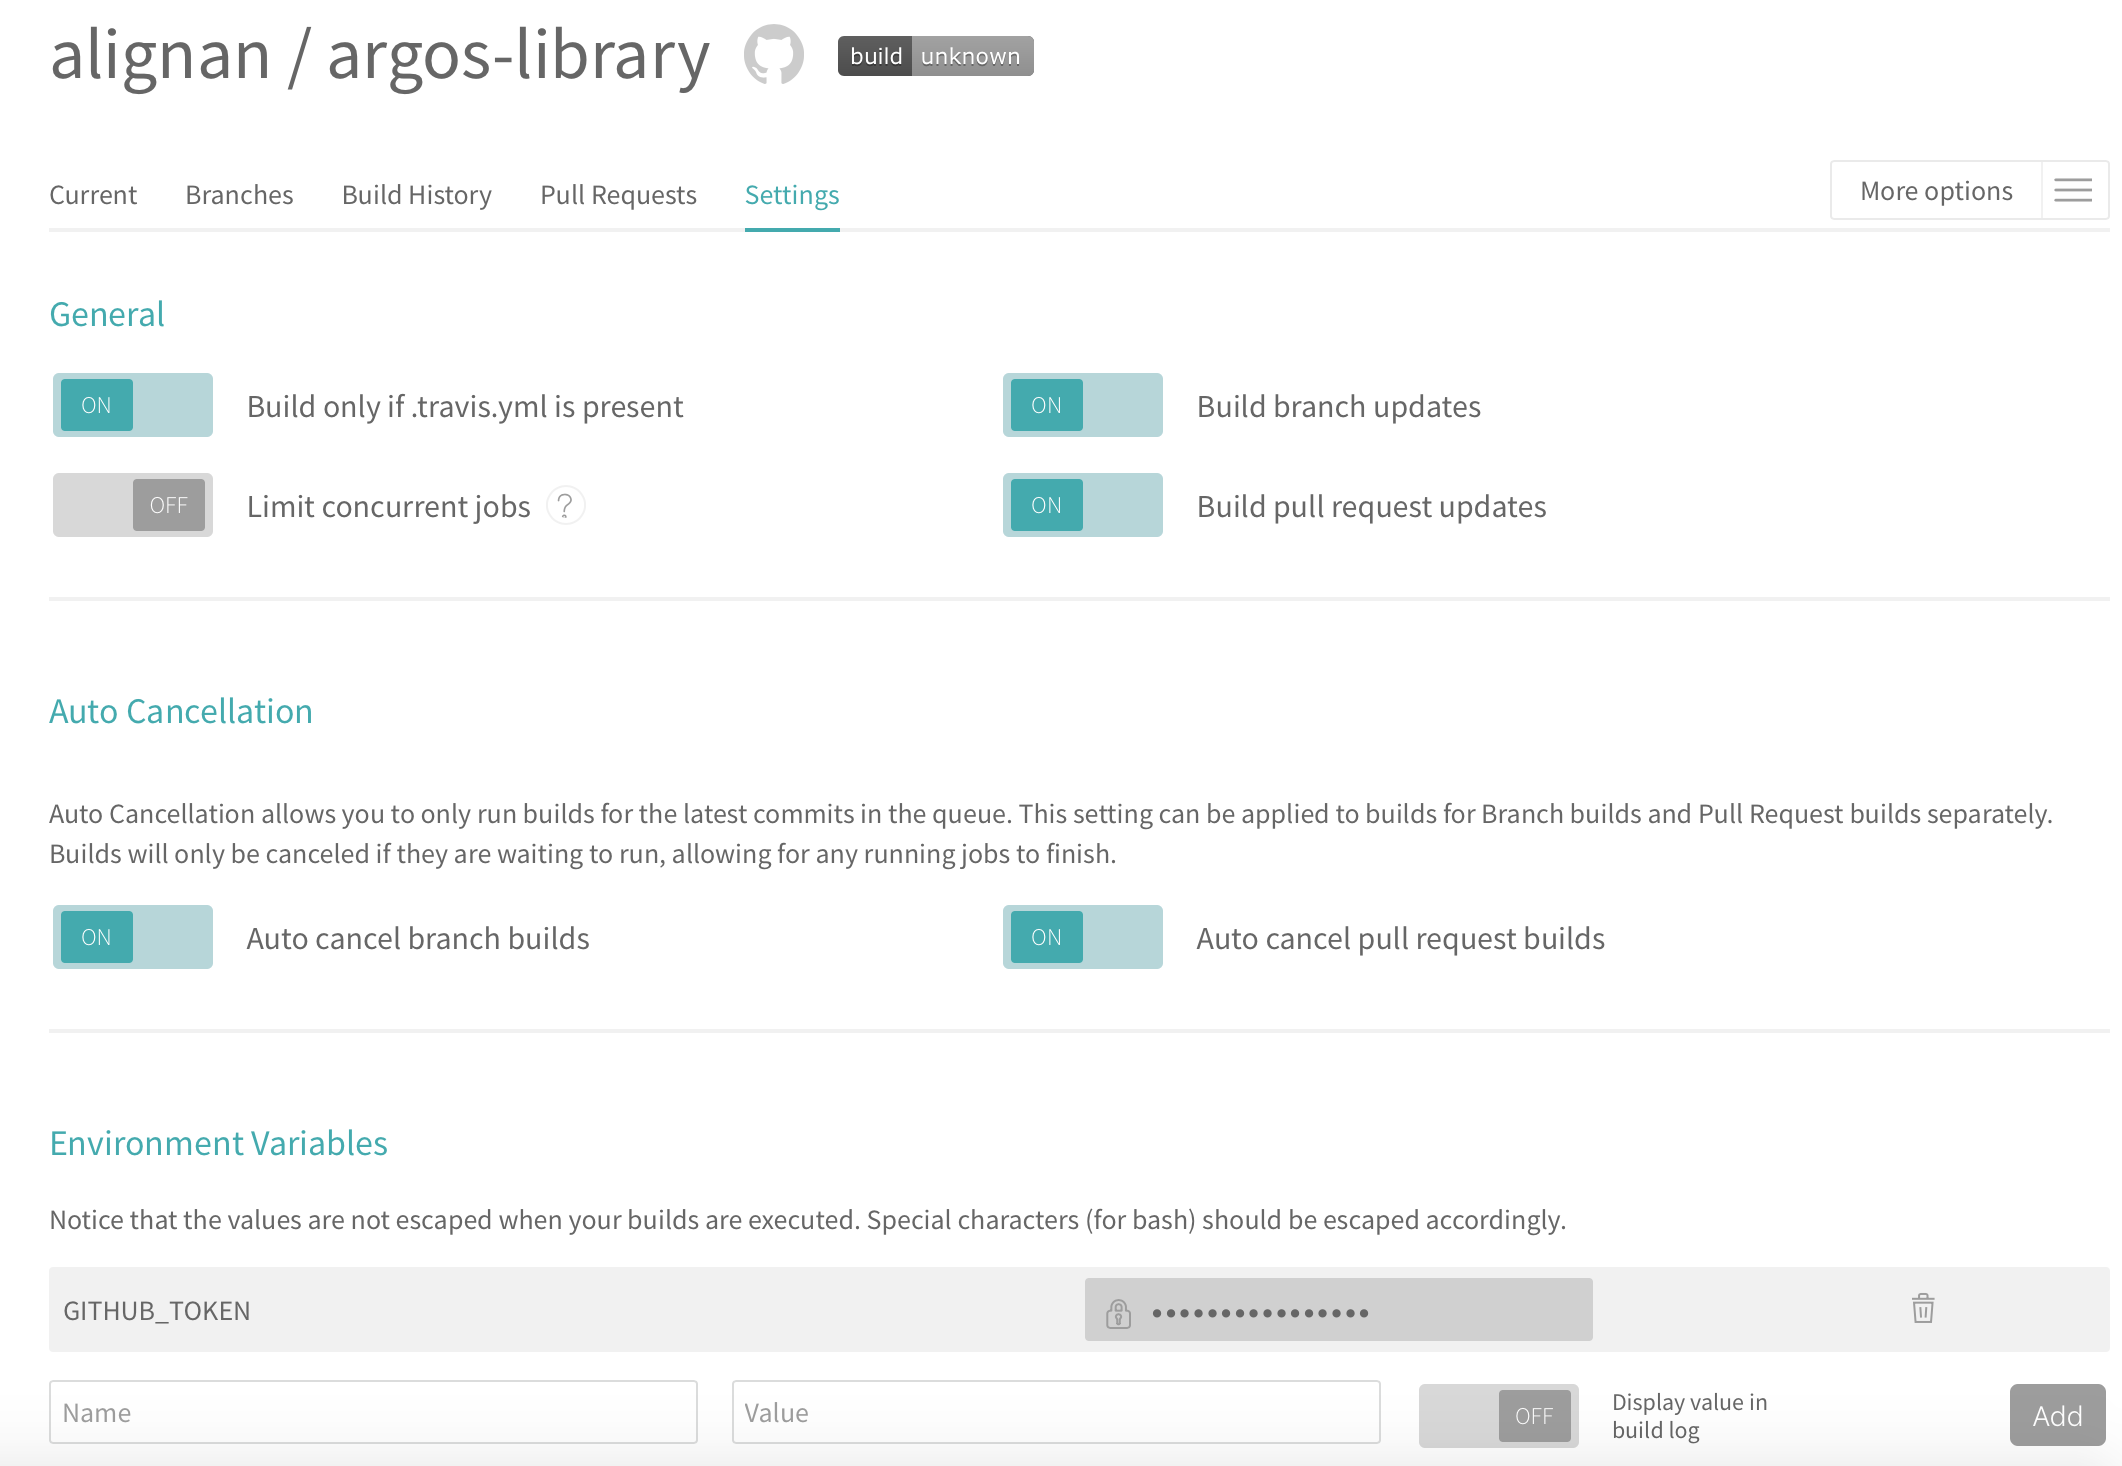 alignan / argos-library build unknown
Current Branches Build History Pull Requests Settings More options
General
ON Build only if .travis.yml is present ON Build branch updates
OFF Limit concurrent jobs ? ON Build pull request updates
Auto Cancellation
Auto Cancellation allows you to only run builds for the latest commits in the queue. This setting can be applied to builds for Branch builds and Pull Request builds separately.
Builds will only be canceled if they are waiting to run, allowing for any running jobs to finish.
ON Auto cancel branch builds ON Auto cancel pull request builds
Environment Variables
Notice that the values are not escaped when your builds are executed. Special characters (for bash) should be escaped accordingly.
GITHUB_TOKEN ••••••••••••••••
Name Value OFF Display value in
build log Add